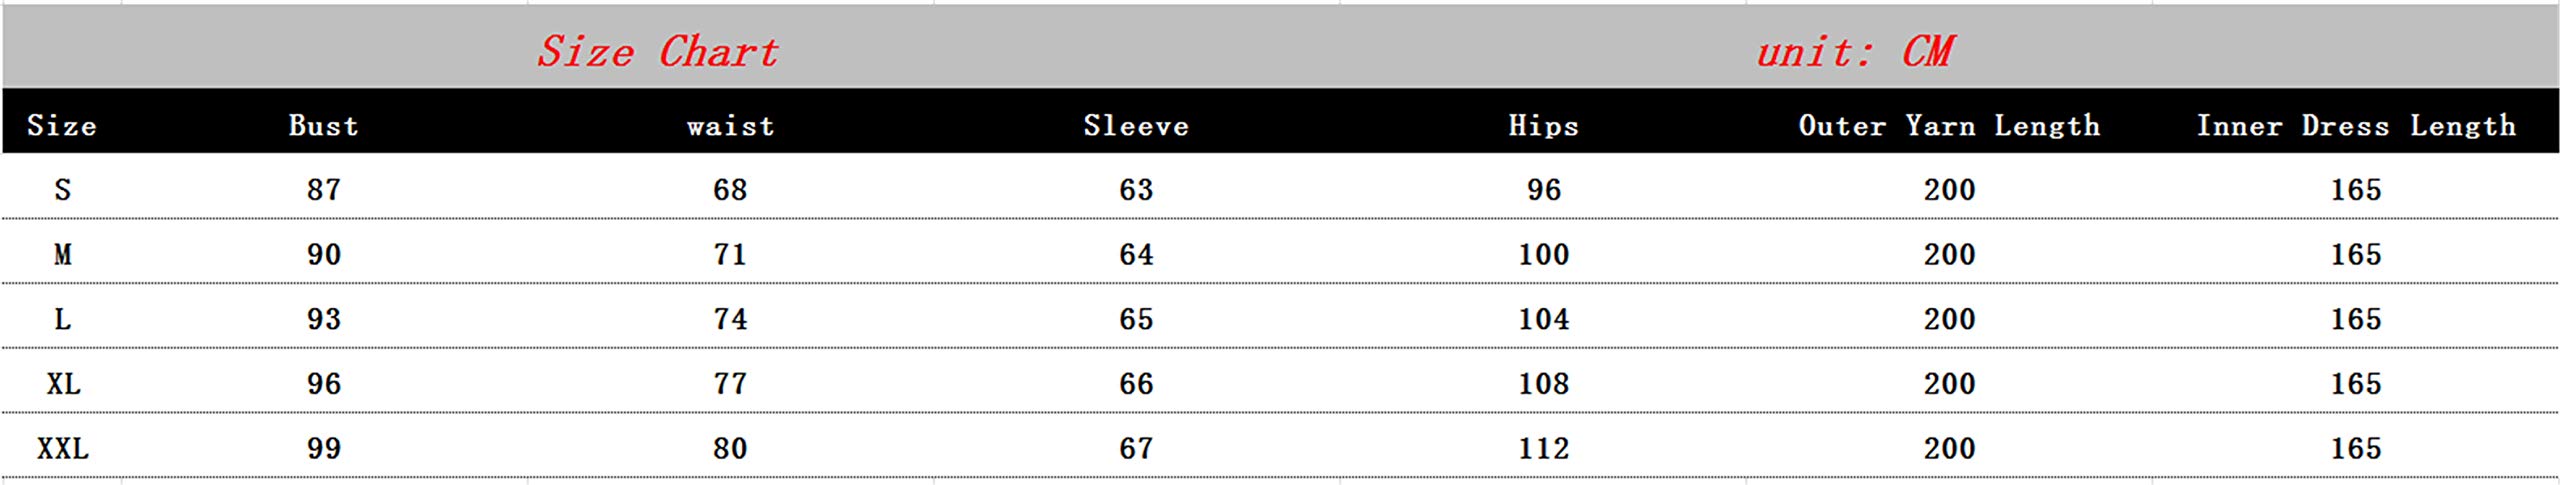 Size Chart unit: CM
Size Bust waist Sleeve Hips Outer Yarn Length Inner Dress Length
S 87 68 63 96 200 165
M 90 71 64 100 200 165
L 93 74 65 104 200 165
XL 96 77 66 108 200 165
XXL 99 80 67 112 200 165